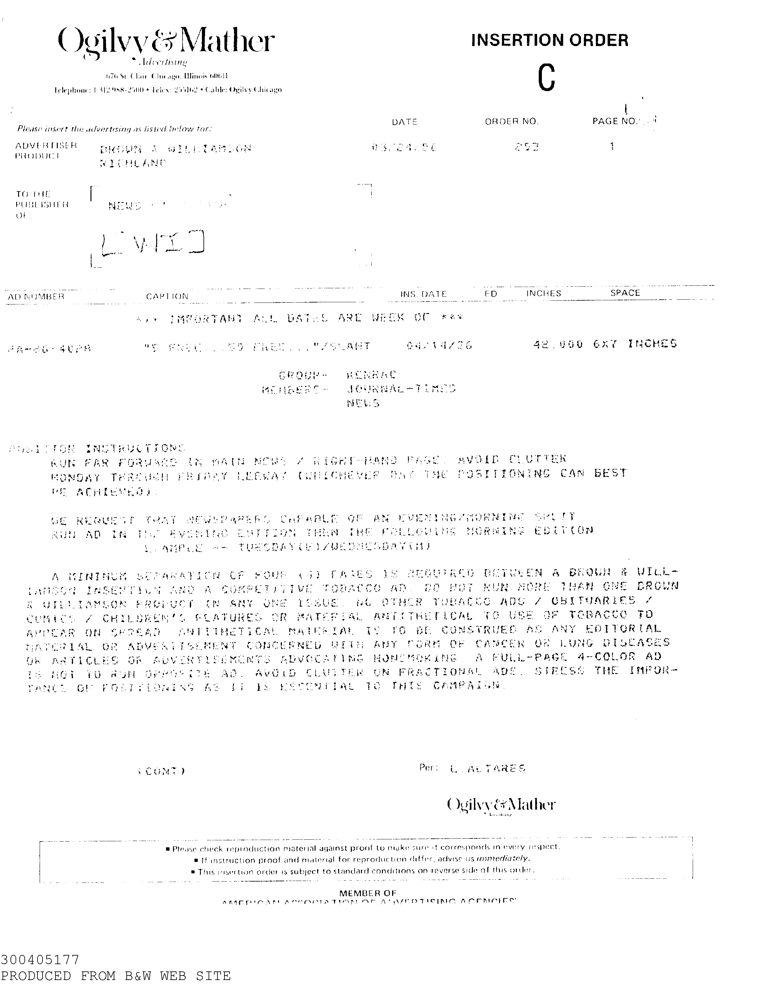 Ogilvy & Mather
Advertising
676 St. Clair Chicago, Illinois 60611
Telephone: 1 312 988-2500 • Telex: 255162 • Cable: Ogilvy Chicago
INSERTION ORDER
C
Please insert the advertising as listed below for:
DATE ORDER NO. PAGE NO.
ADVERTISER BROWN & WILLIAMSON 1
PRODUCT RICHLAND
TO THE
PUBLISHER NEWS
OF:
[WI]
AD NUMBER CAPTION INS. DATE ED INCHES SPACE
*** IMPORTANT ALL DATES ARE WEEK OF ***
"5 FREE...50 FREE..."/SLANT 04/14/86 42.000 6X7 INCHES
GROUP- KENRAC
MEMBERS- JOURNAL-TIMES
NEWS
POSITION INSTRUCTIONS
RUN FAR FORWARD IN MAIN NEWS / RIGHT-HAND PAGE. AVOID CLUTTER
MONDAY THROUGH FRIDAY LEEWAY (WHICHEVER DAY THE POSITIONING CAN BEST
BE ACHIEVED).
WE REQUEST THAT NEWSPAPERS CAPABLE OF AN EVENING/MORNING SPLIT
RUN AD IN THE EVENING EDITION THEN THE FOLLOWING MORNING EDITION
EXAMPLE -- TUESDAY(E)/WEDNESDAY(M)
A MINIMUM SEPARATION OF FOUR (4) PAGES IS REQUIRED BETWEEN A BROWN & WILL-
IAMSON INSERTION AND A COMPETITIVE TOBACCO AD. DO NOT RUN MORE THAN ONE BROWN
& WILLIAMSON PRODUCT IN ANY ONE ISSUE. NO OTHER TOBACCO ADS / OBITUARIES /
COMICS / CHILDREN'S FEATURES OR MATERIAL ANTITHETICAL TO USE OF TOBACCO TO
APPEAR ON SPREAD. ANTITHETICAL MATERIAL IS TO BE CONSTRUED AS ANY EDITORIAL
MATERIAL OR ADVERTISEMENT CONCERNED WITH ANY FORM OF CANCER OR LUNG DISEASES
OR ARTICLES OR ADVERTISEMENTS ADVOCATING NONSMOKING. A FULL-PAGE 4-COLOR AD
IS NOT TO RUN OPPOSITE AD. AVOID CLUTTER ON FRACTIONAL ADS. STRESS THE IMPOR-
TANCE OF POSITIONING AS IT IS ESSENTIAL TO THIS CAMPAIGN.
(CONT) Per: L. ALTARES
Ogilvy & Mather
Advertising
▪ Please check reproduction material against proof to make sure it corresponds in every respect.
▪ If instruction proof and material for reproduction differ, advise us immediately.
▪ This insertion order is subject to standard conditions on reverse side of this order.
MEMBER OF
AMERICAN ASSOCIATION OF ADVERTISING AGENCIES
300405177
PRODUCED FROM B&W WEB SITE